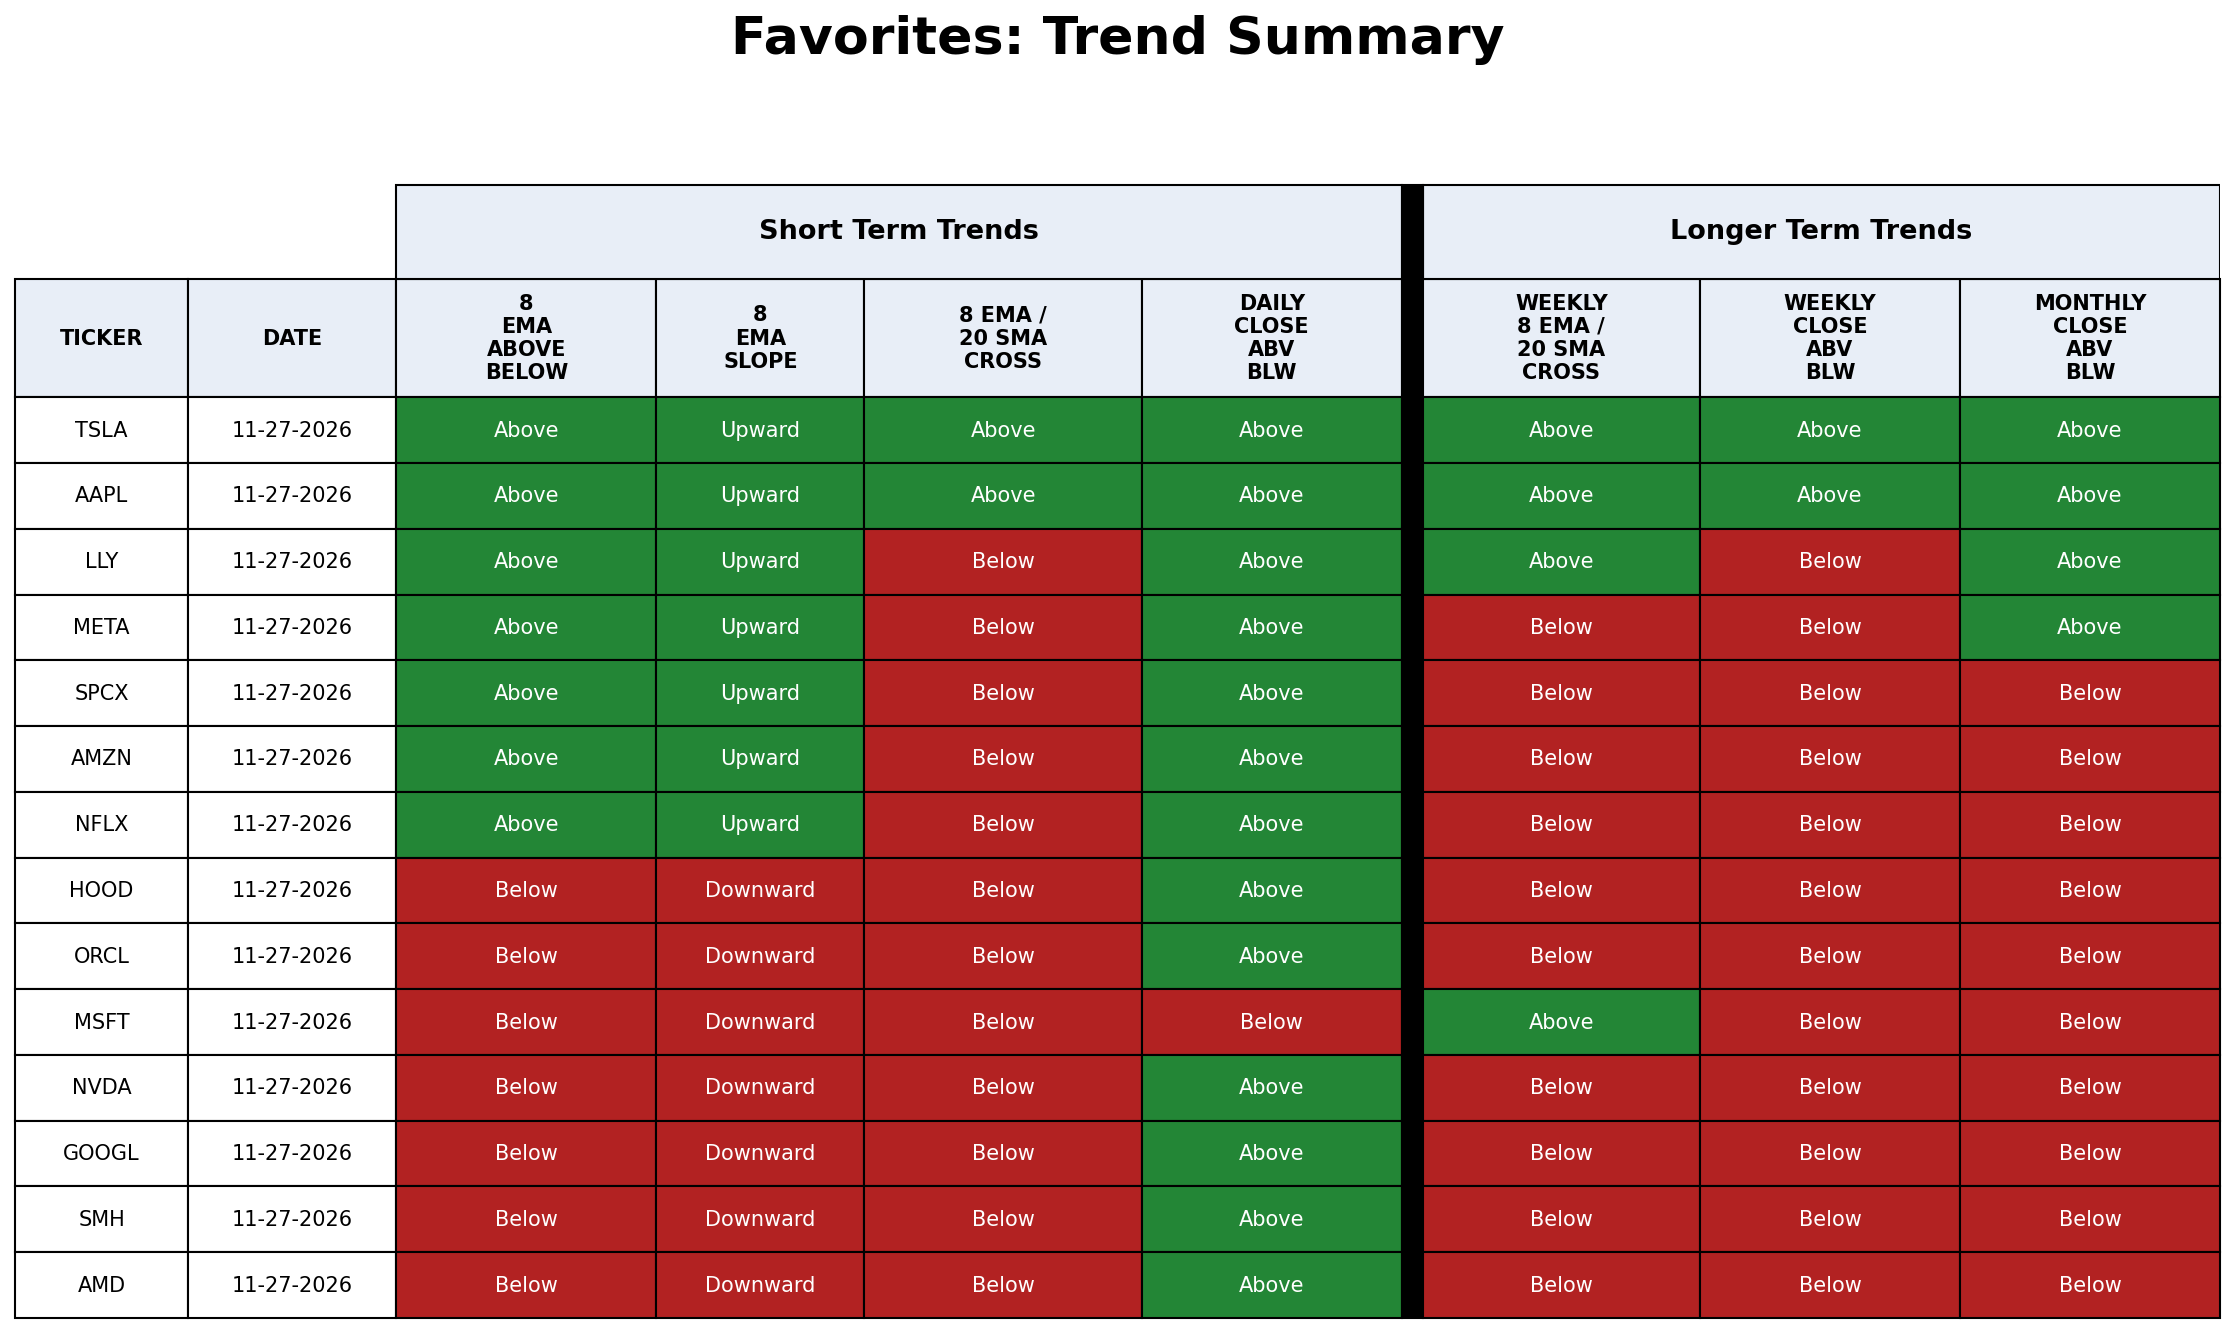 Favorites: Trend Summary
Short Term Trends Longer Term Trends
TICKER DATE 8 EMA ABOVE BELOW 8 EMA SLOPE 8 EMA / 20 SMA CROSS DAILY CLOSE ABV BLW WEEKLY 8 EMA / 20 SMA CROSS WEEKLY CLOSE ABV BLW MONTHLY CLOSE ABV BLW
TSLA 11-27-2026 Above Upward Above Above Above Above Above
AAPL 11-27-2026 Above Upward Above Above Above Above Above
LLY 11-27-2026 Above Upward Below Above Above Below Above
META 11-27-2026 Above Upward Below Above Below Below Above
SPCX 11-27-2026 Above Upward Below Above Below Below Below
AMZN 11-27-2026 Above Upward Below Above Below Below Below
NFLX 11-27-2026 Above Upward Below Above Below Below Below
HOOD 11-27-2026 Below Downward Below Above Below Below Below
ORCL 11-27-2026 Below Downward Below Above Below Below Below
MSFT 11-27-2026 Below Downward Below Below Above Below Below
NVDA 11-27-2026 Below Downward Below Above Below Below Below
GOOGL 11-27-2026 Below Downward Below Above Below Below Below
SMH 11-27-2026 Below Downward Below Above Below Below Below
AMD 11-27-2026 Below Downward Below Above Below Below Below